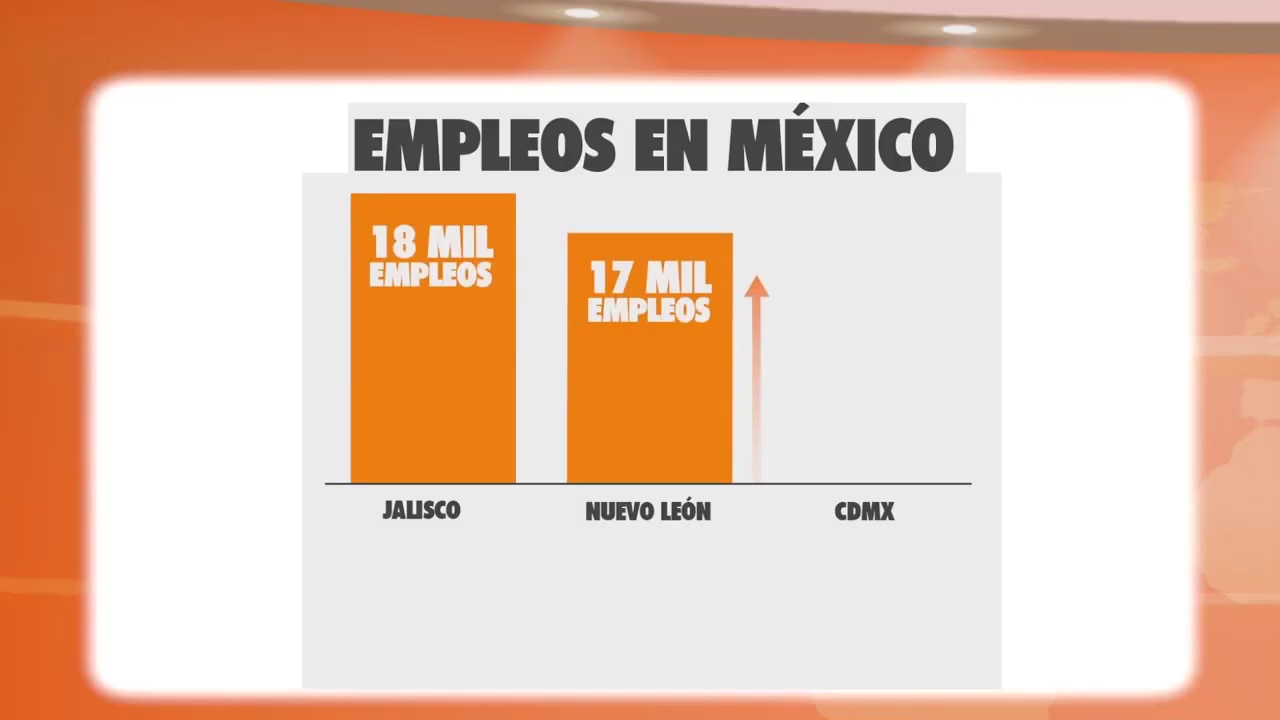 EMPLEOS EN MÉXICO
18 MIL
EMPLEOS
17 MIL
EMPLEOS
JALISCO
NUEVO LEÓN
CDMX